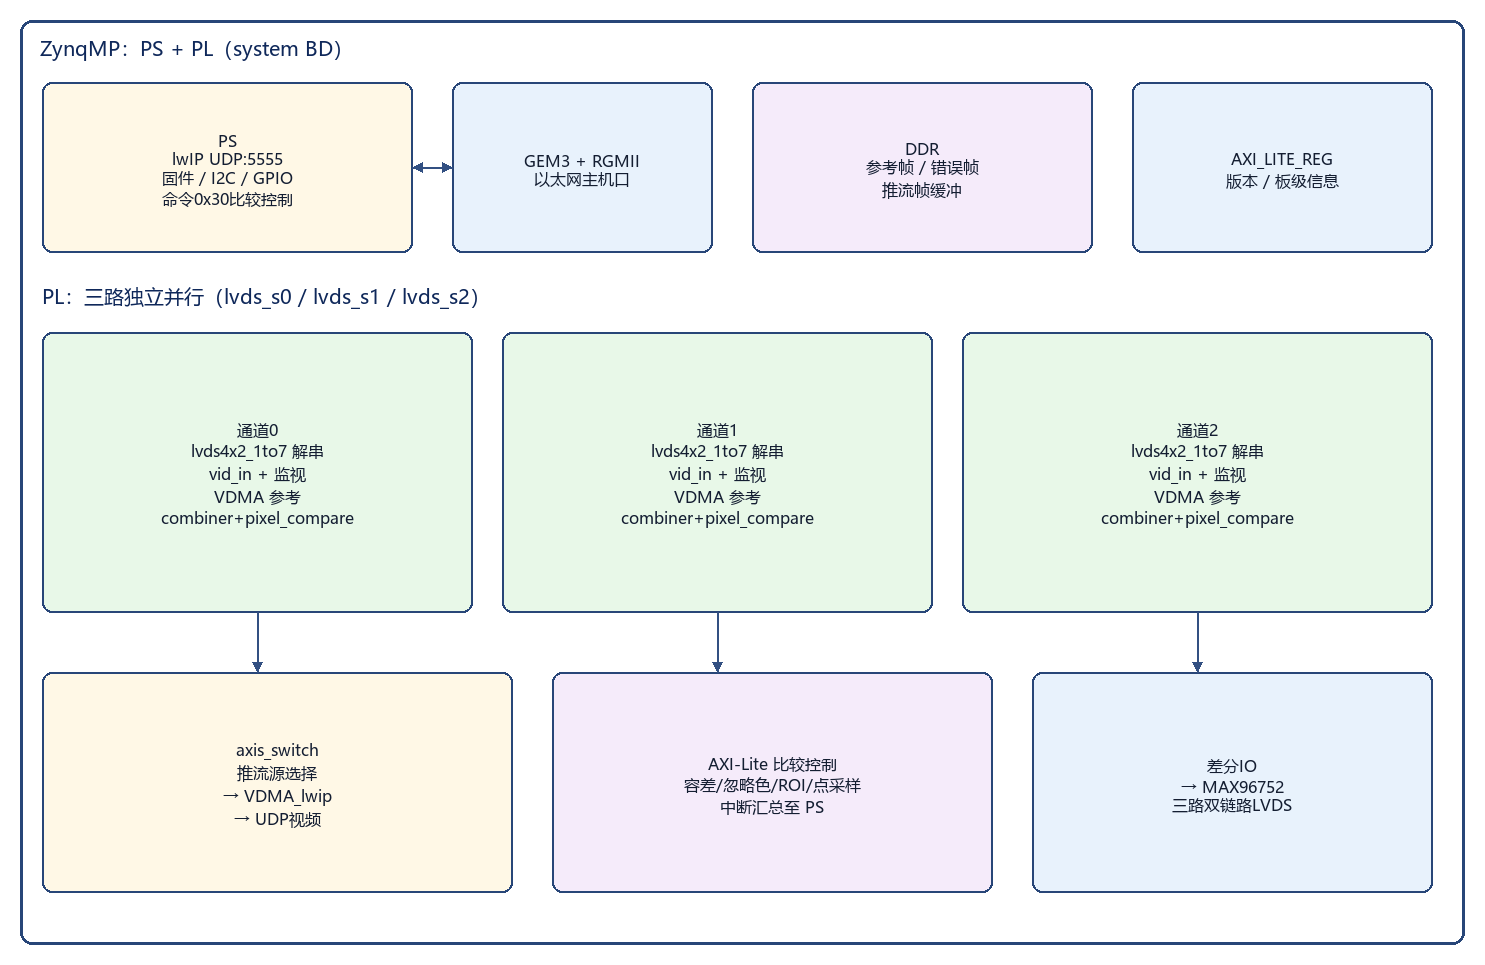 ZynqMP：PS + PL（system BD）
PS
lwIP UDP:5555
固件 / I2C / GPIO
命令0x30比较控制
GEM3 + RGMII
以太网主机口
DDR
参考帧 / 错误帧
推流帧缓冲
AXI_LITE_REG
版本 / 板级信息
PL：三路独立并行（lvds_s0 / lvds_s1 / lvds_s2）
通道0
lvds4x2_1to7 解串
vid_in + 监视
VDMA 参考
combiner+pixel_compare
通道1
lvds4x2_1to7 解串
vid_in + 监视
VDMA 参考
combiner+pixel_compare
通道2
lvds4x2_1to7 解串
vid_in + 监视
VDMA 参考
combiner+pixel_compare
axis_switch
推流源选择
→ VDMA_lwip
→ UDP视频
AXI-Lite 比较控制
容差/忽略色/ROI/点采样
中断汇总至 PS
差分IO
→ MAX96752
三路双链路LVDS